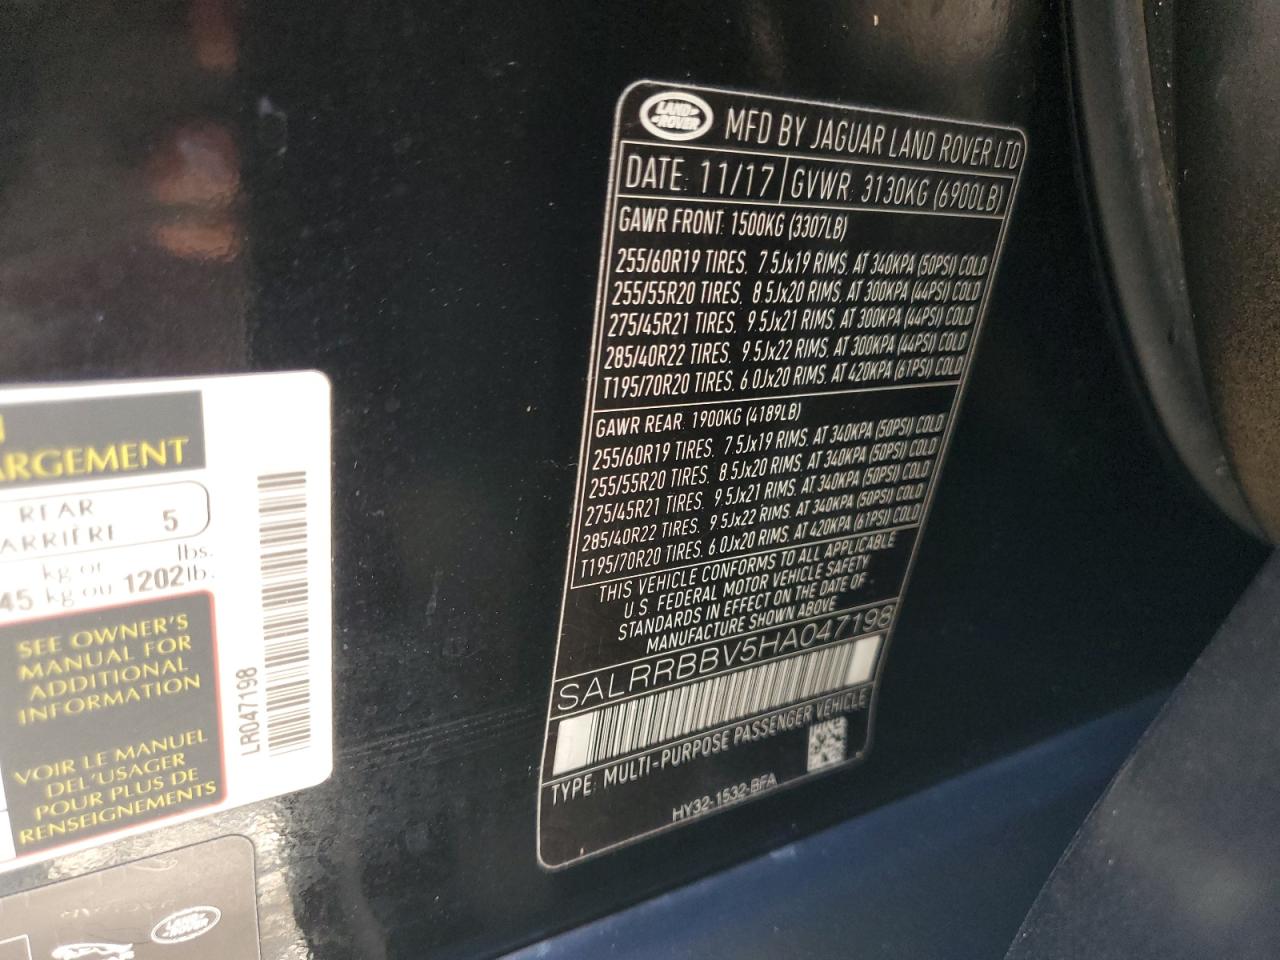 LAND ROVER
MFD BY JAGUAR LAND ROVER LTD
DATE: 11/17
GVWR: 3130KG (6900LB)
GAWR FRONT: 1500KG (3307LB)
255/60R19 TIRES, 7.5Jx19 RIMS, AT 340KPA (50PSI) COLD
255/55R20 TIRES, 8.5Jx20 RIMS, AT 300KPA (44PSI) COLD
275/45R21 TIRES, 9.5Jx21 RIMS, AT 300KPA (44PSI) COLD
285/40R22 TIRES, 9.5Jx22 RIMS, AT 300KPA (44PSI) COLD
T195/70R20 TIRES, 6.0Jx20 RIMS, AT 420KPA (61PSI) COLD
GAWR REAR: 1900KG (4189LB)
255/60R19 TIRES, 7.5Jx19 RIMS, AT 340KPA (50PSI) COLD
255/55R20 TIRES, 8.5Jx20 RIMS, AT 340KPA (50PSI) COLD
275/45R21 TIRES, 9.5Jx21 RIMS, AT 340KPA (50PSI) COLD
285/40R22 TIRES, 9.5Jx22 RIMS, AT 340KPA (50PSI) COLD
T195/70R20 TIRES, 6.0Jx20 RIMS, AT 420KPA (61PSI) COLD
THIS VEHICLE CONFORMS TO ALL APPLICABLE
U.S. FEDERAL MOTOR VEHICLE SAFETY
STANDARDS IN EFFECT ON THE DATE OF
MANUFACTURE SHOWN ABOVE
SALRRBBV5HA047198
TYPE: MULTI-PURPOSE PASSENGER VEHICLE
HY32-1532-BFA
ARGEMENT
REAR
ARRIÈRE 5
kg or lbs.
45 kg ou 1202 lb.
SEE OWNER'S
MANUAL FOR
ADDITIONAL
INFORMATION
VOIR LE MANUEL
DEL'USAGER
POUR PLUS DE
RENSEIGNEMENTS
LR047198
LAND ROVER